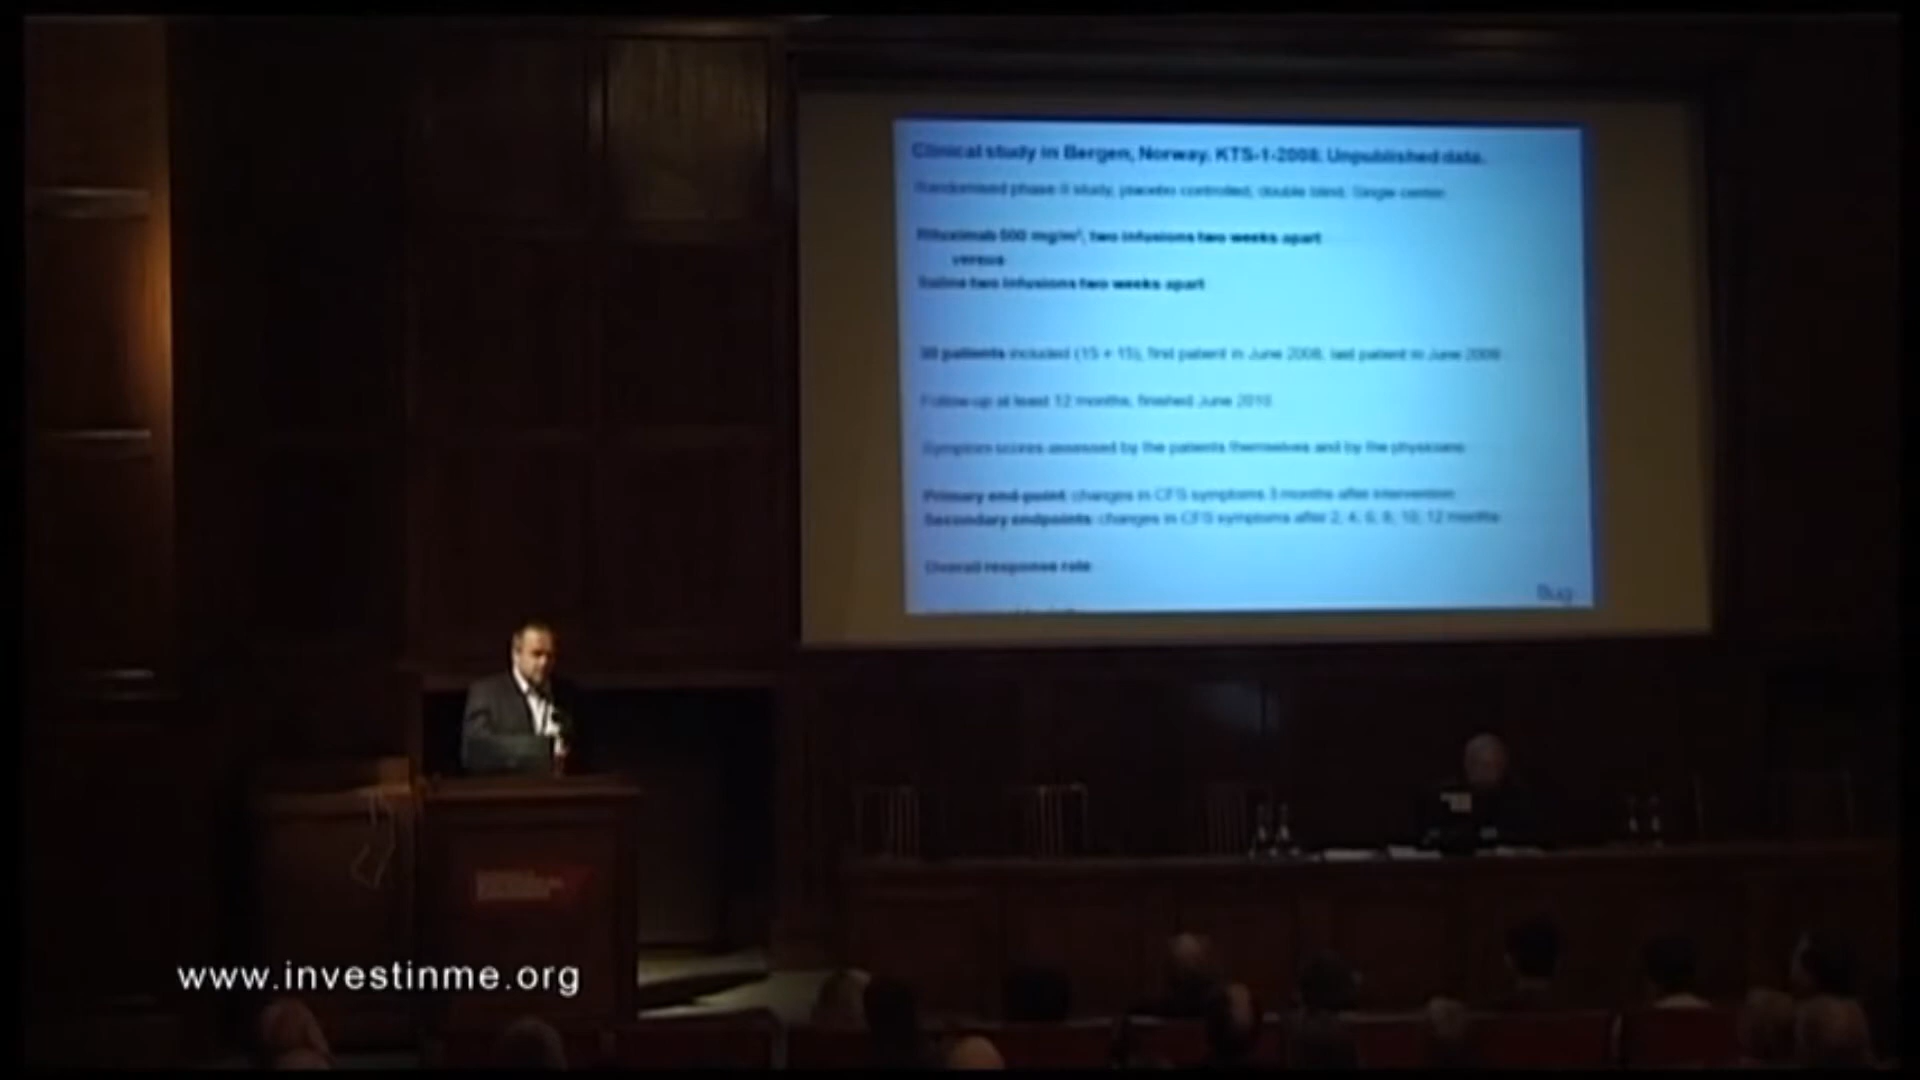 Clinical study in Bergen, Norway. KTS-1-2008. Unpublished data.
Randomised phase II study, placebo controlled, double blind. Single center.
Rituximab 500 mg/m², two infusions two weeks apart
versus
Saline two infusions two weeks apart
30 patients included (15 + 15), first patient in June 2008, last patient in June 2009
Follow-up at least 12 months, finished June 2010
Symptom scores assessed by the patients themselves and by the physicians
Primary end-point: changes in CFS symptoms 3 months after intervention
Secondary endpoints: changes in CFS symptoms after 2, 4, 6, 8, 10, 12 months
Overall response rate
Bug
www.investinme.org